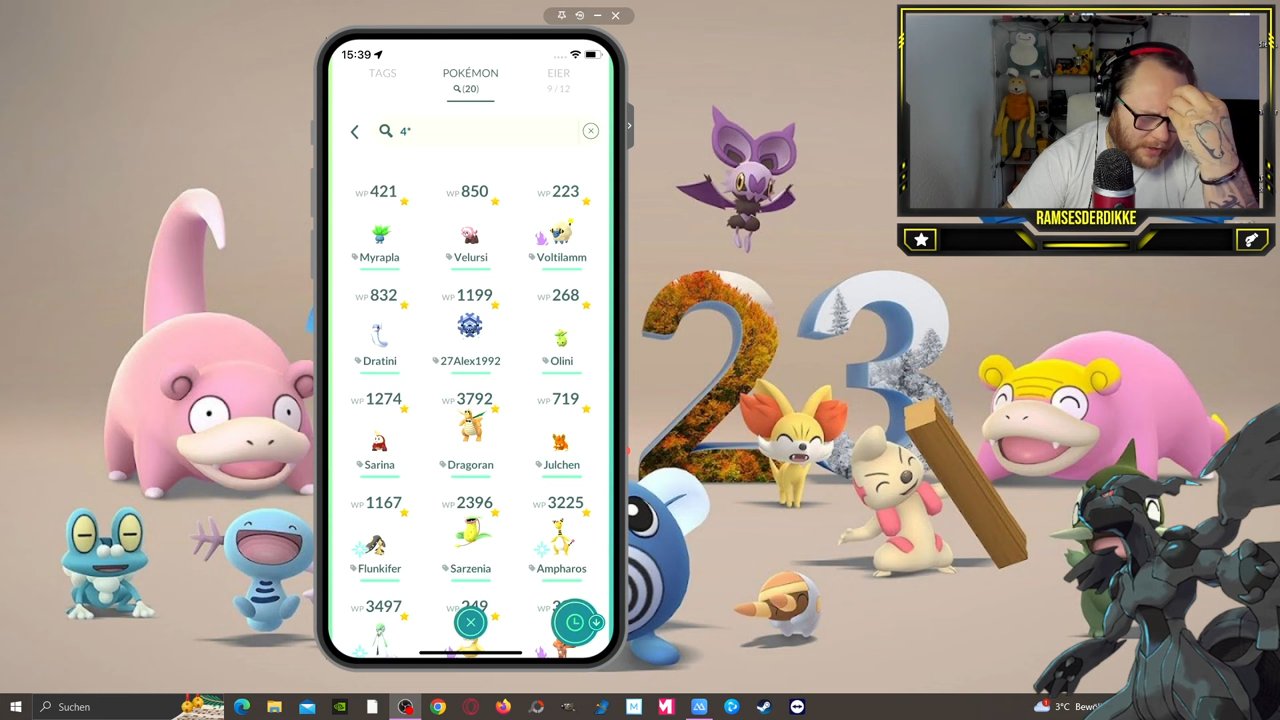 15:39
TAGS
POKÉMON
EIER
(20)
9 / 12
4*
WP 421
WP 850
WP 223
Myrapla
Velursi
Voltilamm
WP 832
WP 1199
WP 268
Dratini
27Alex1992
Olini
WP 1274
WP 3792
WP 719
Sarina
Dragoran
Julchen
WP 1167
WP 2396
WP 3225
Flunkifer
Sarzenia
Ampharos
WP 3497
RAMSESDERDIKKE
23
Suchen
3°C